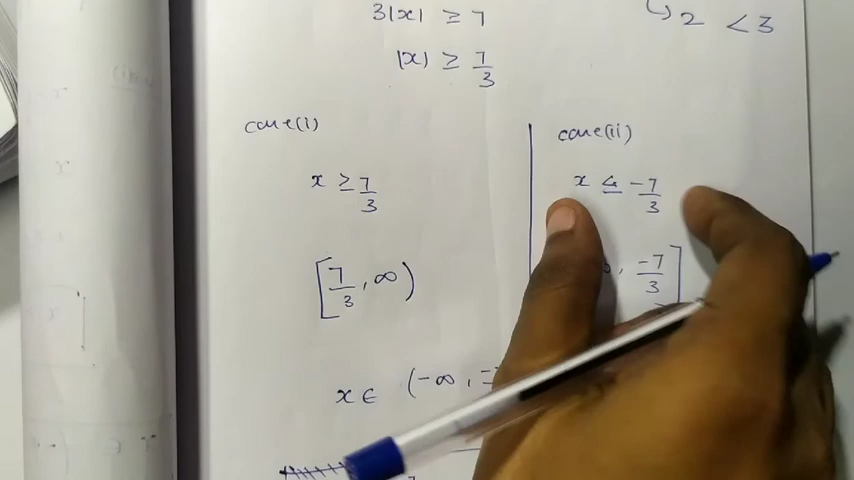 3|x| ≥ 7
↳ 2 < 3
|x| ≥ 7/3
case(i)
x ≥ 7/3
[7/3, ∞)
case(ii)
x ≤ -7/3
, -7/3]
x ∈ (-∞, -